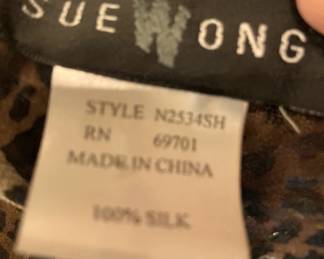 SUE WONG
STYLE N2534SH
RN 69701
MADE IN CHINA
100% SILK